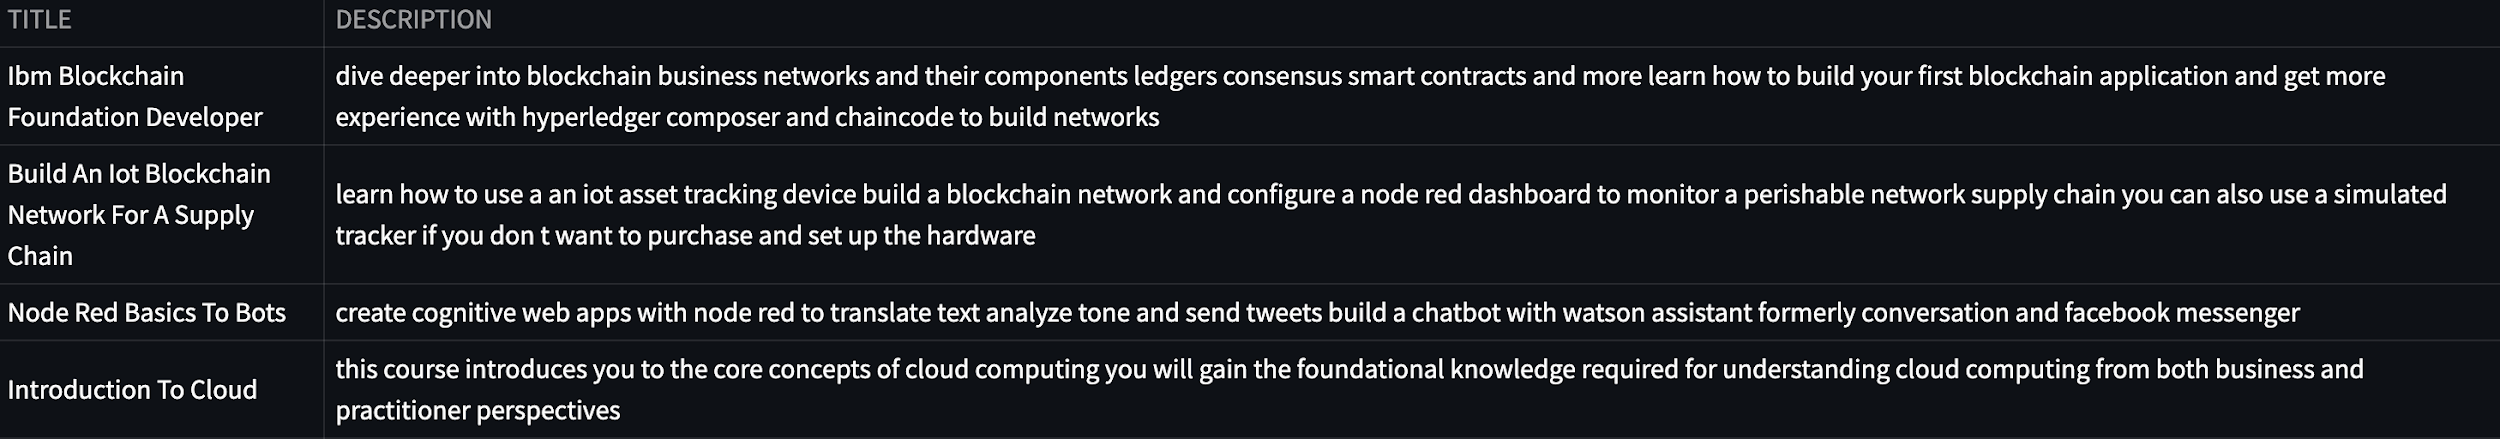 TITLE DESCRIPTION
Ibm Blockchain
Foundation Developer
dive deeper into blockchain business networks and their components ledgers consensus smart contracts and more learn how to build your first blockchain application and get more
experience with hyperledger composer and chaincode to build networks
Build An Iot Blockchain
Network For A Supply
Chain
learn how to use a an iot asset tracking device build a blockchain network and configure a node red dashboard to monitor a perishable network supply chain you can also use a simulated
tracker if you don t want to purchase and set up the hardware
Node Red Basics To Bots
create cognitive web apps with node red to translate text analyze tone and send tweets build a chatbot with watson assistant formerly conversation and facebook messenger
Introduction To Cloud
this course introduces you to the core concepts of cloud computing you will gain the foundational knowledge required for understanding cloud computing from both business and
practitioner perspectives